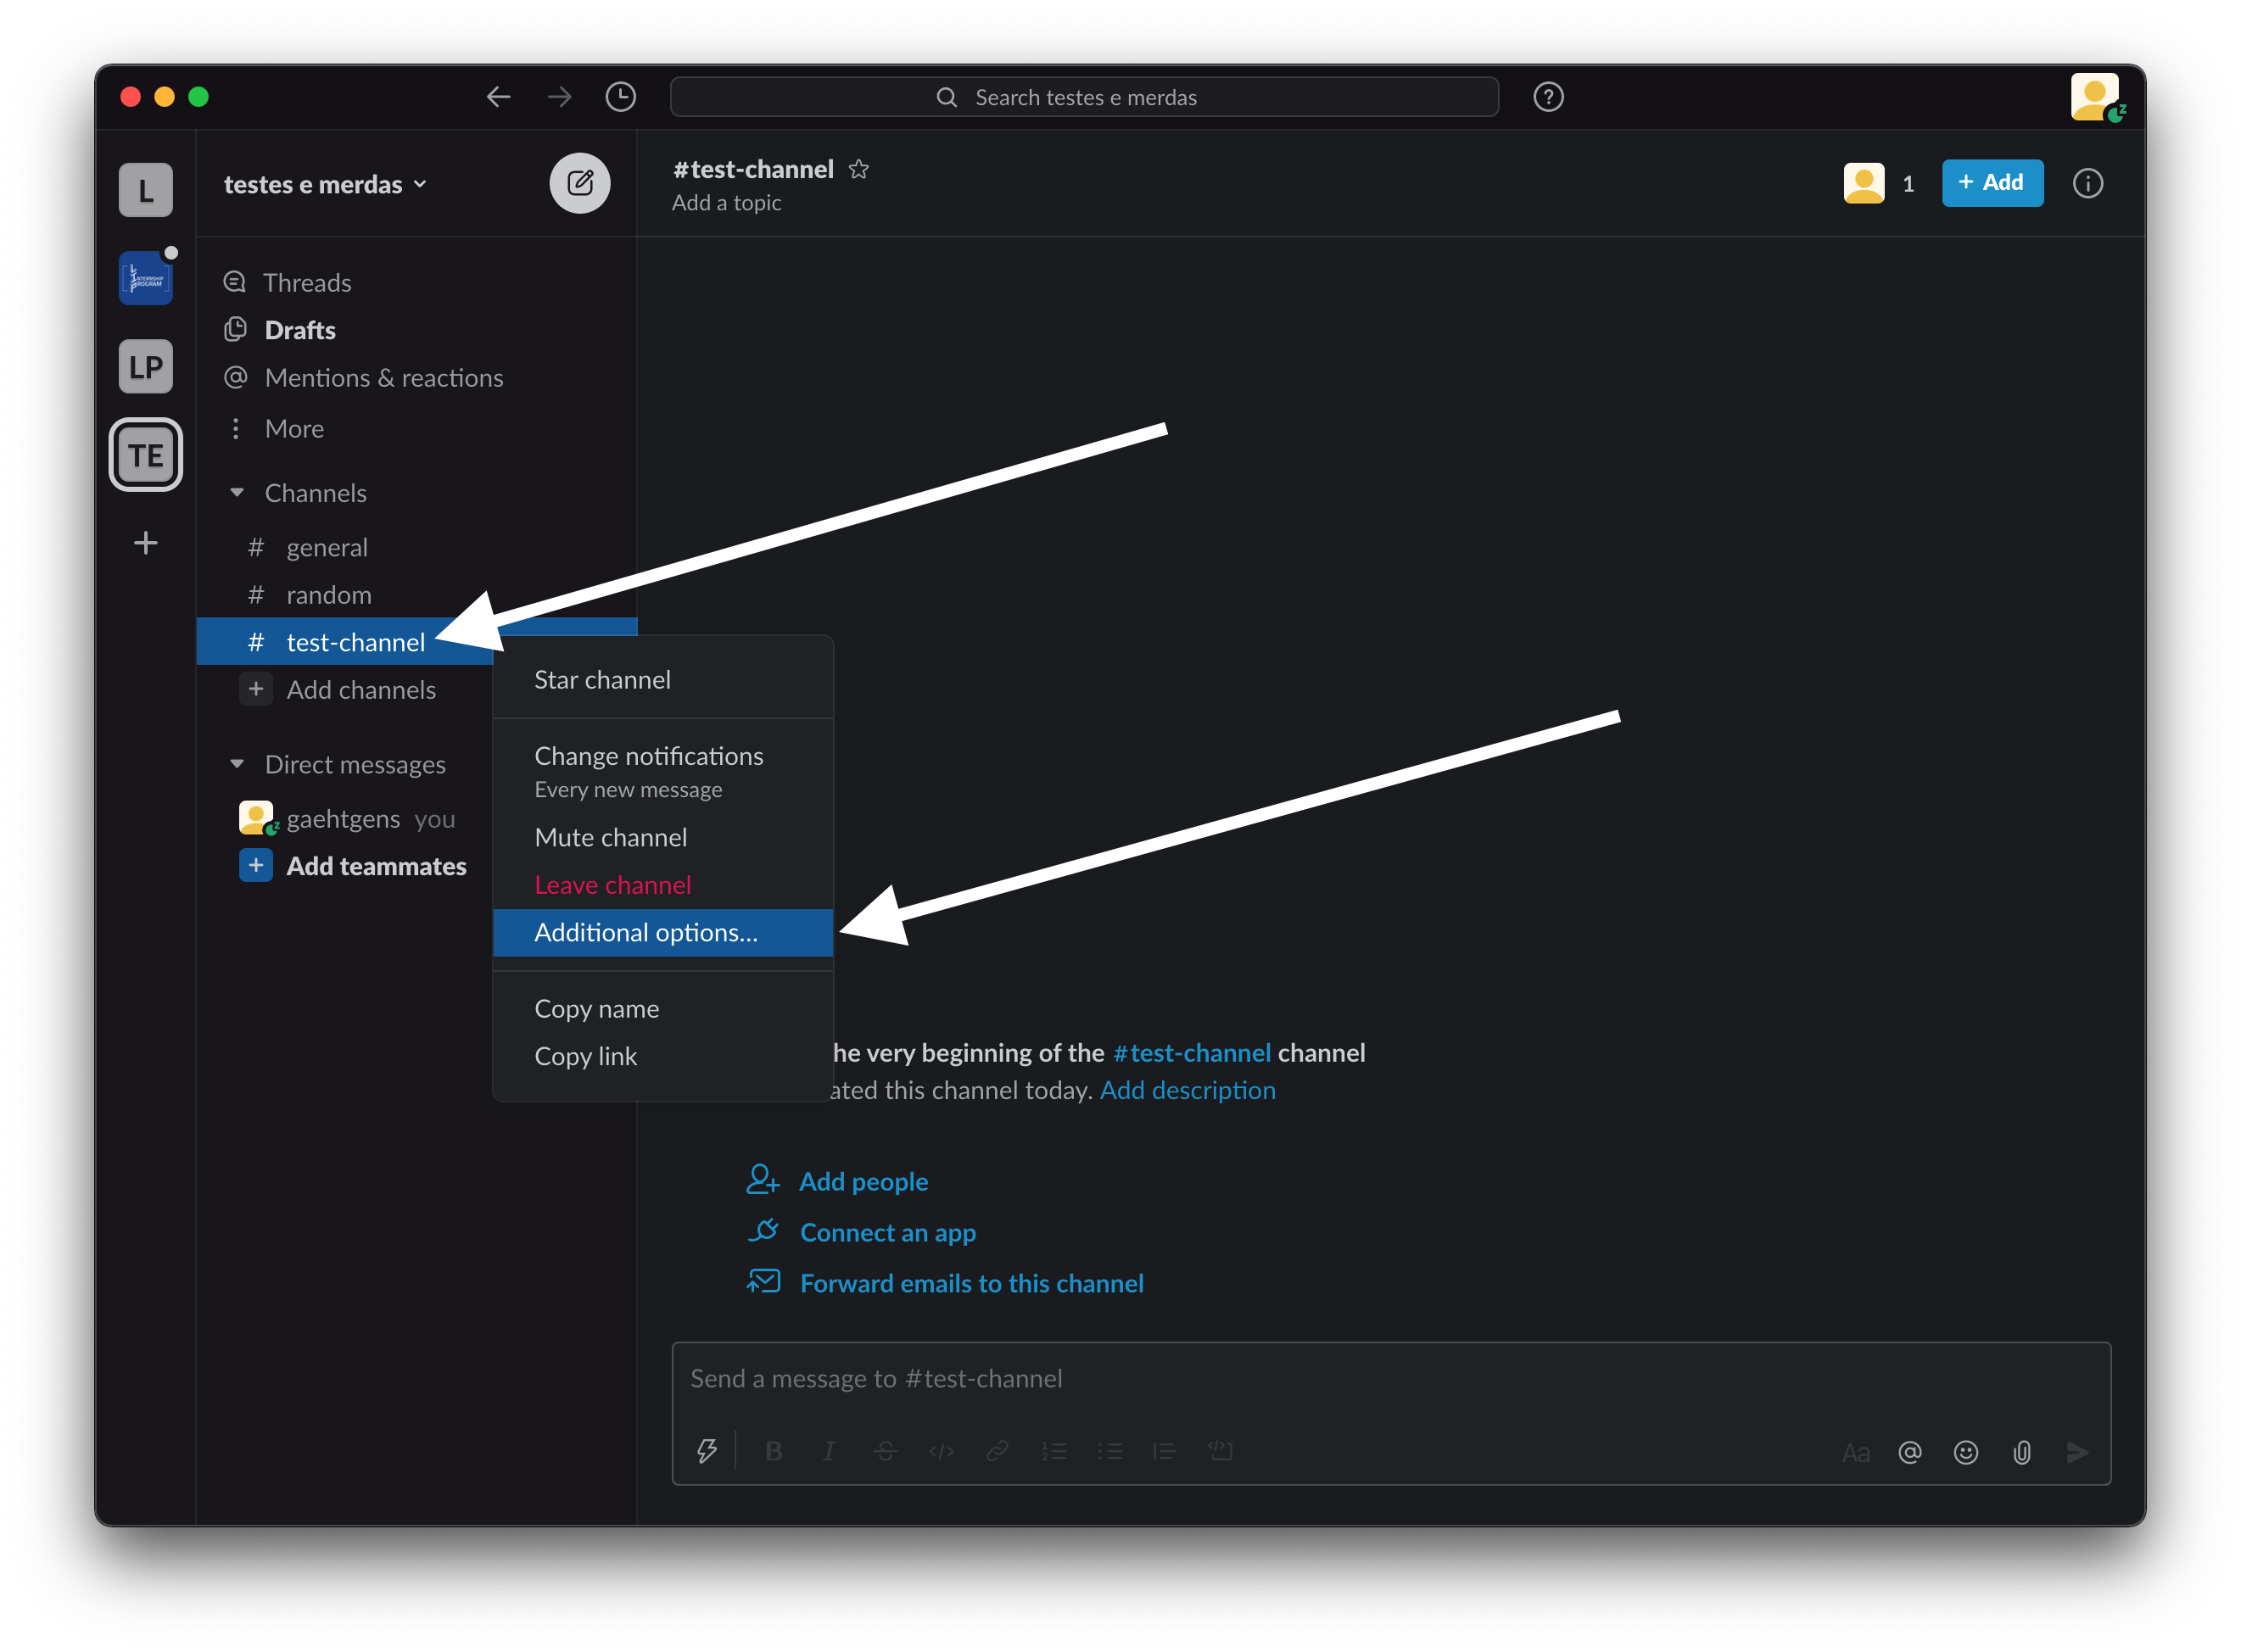 Search testes e merdas
L
INTERNSHIP
PROGRAM
LP
TE
testes e merdas
Threads
Drafts
Mentions & reactions
More
Channels
# general
# random
# test-channel
+ Add channels
Direct messages
gaehtgens you
+ Add teammates
#test-channel
Add a topic
1
+ Add
Star channel
Change notifications
Every new message
Mute channel
Leave channel
Additional options...
Copy name
Copy link
he very beginning of the #test-channel channel
ated this channel today. Add description
Add people
Connect an app
Forward emails to this channel
Send a message to #test-channel
B I S Aa @